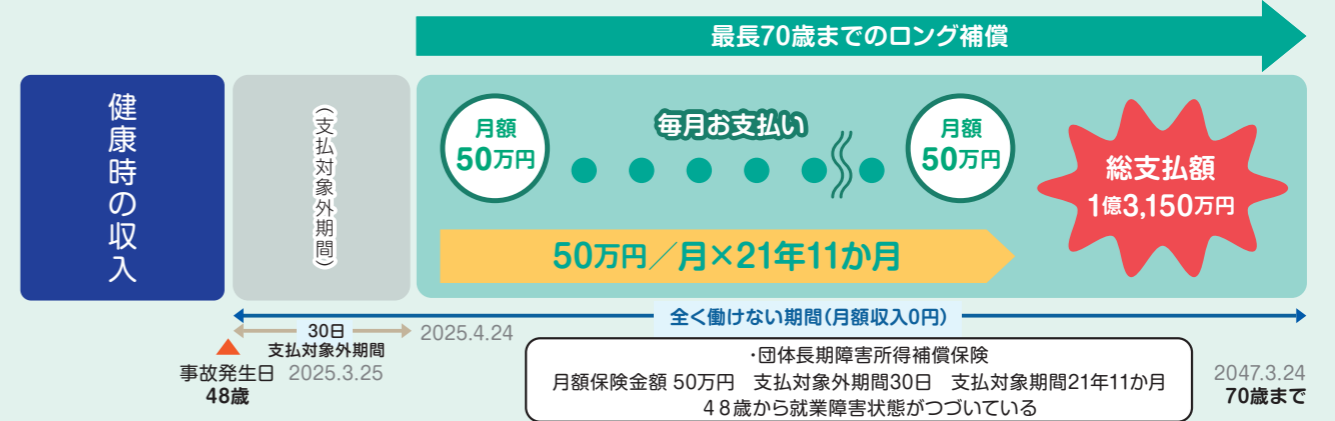 最長70歳までのロング補償
健康時の収入
（支払対象外期間）
月額
50万円
毎月お支払い
月額
50万円
総支払額
1億3,150万円
50万円／月×21年11か月
全く働けない期間（月額収入0円）
30日
支払対象外期間
2025.4.24
事故発生日 2025.3.25
48歳
・団体長期障害所得補償保険
月額保険金額 50万円　支払対象外期間30日　支払対象期間21年11か月
４８歳から就業障害状態がつづいている
2047.3.24
70歳まで